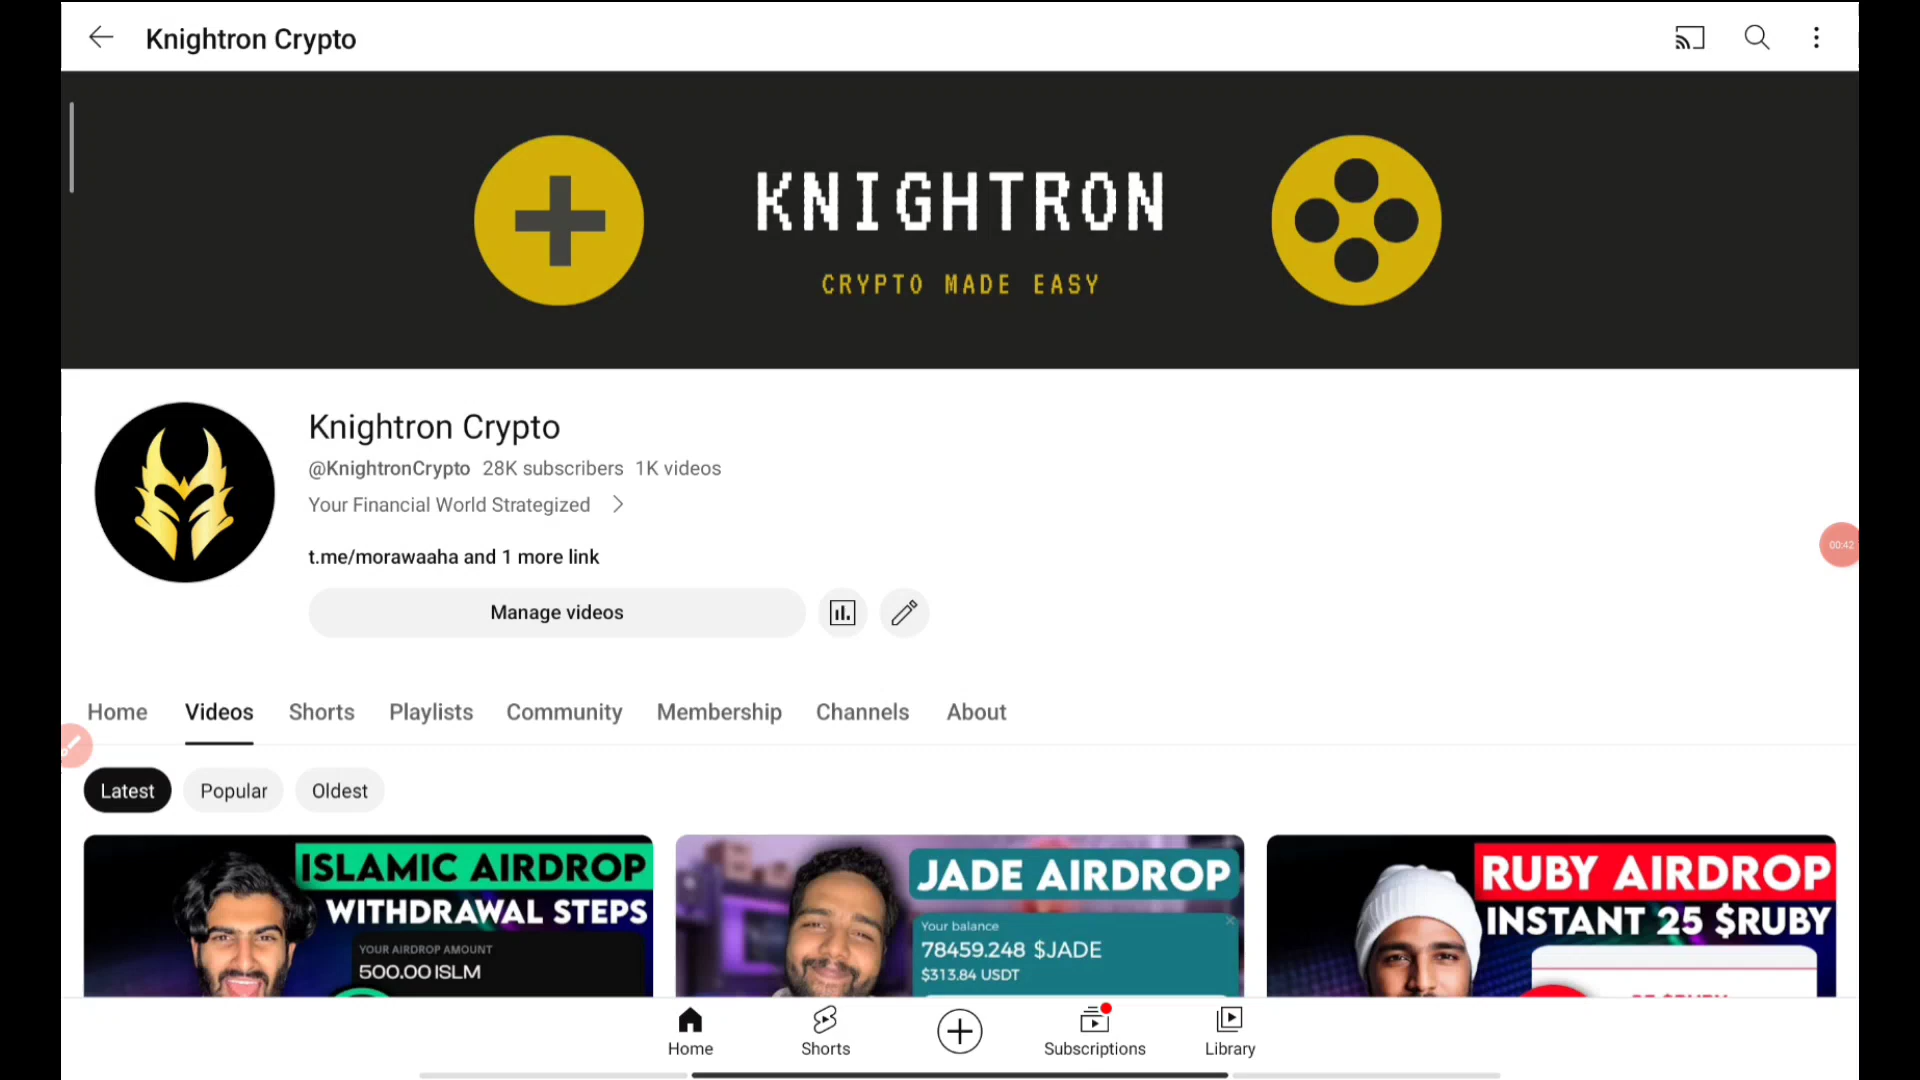 Knightron Crypto
KNIGHTRON
CRYPTO MADE EASY
Knightron Crypto
@KnightronCrypto 28K subscribers 1K videos
Your Financial World Strategized
t.me/morawaaha and 1 more link
00:42
Manage videos
Home Videos Shorts Playlists Community Membership Channels About
Latest Popular Oldest
ISLAMIC AIRDROP
WITHDRAWAL STEPS
YOUR AIRDROP AMOUNT
500.00 ISLM
JADE AIRDROP
Your balance
78459.248 $JADE
$313.84 USDT
RUBY AIRDROP
INSTANT 25 $RUBY
Home Shorts Subscriptions Library